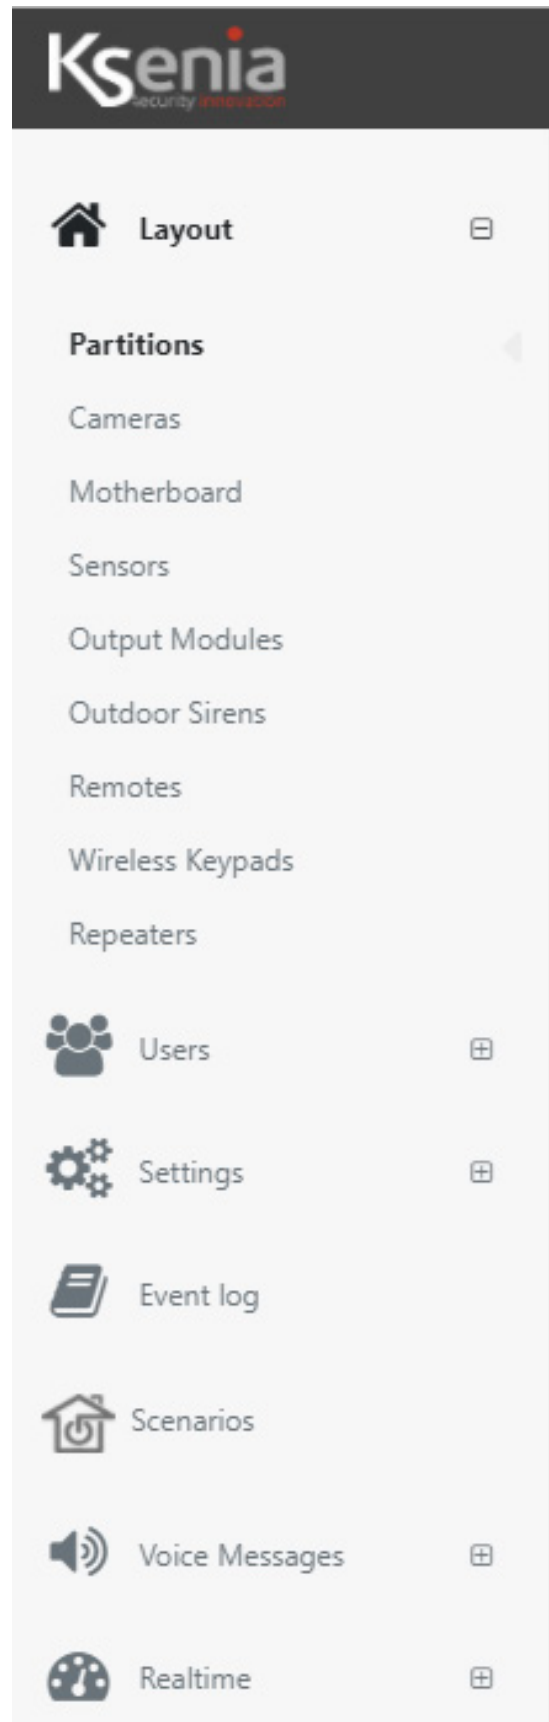 Ksenia
security innovation
Layout
Partitions
Cameras
Motherboard
Sensors
Output Modules
Outdoor Sirens
Remotes
Wireless Keypads
Repeaters
Users
Settings
Event log
Scenarios
Voice Messages
Realtime